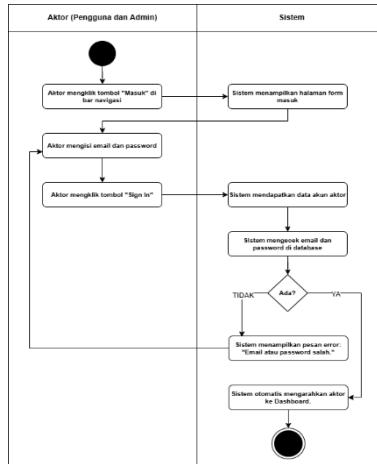 Aktor (Pengguna dan Admin)
Sistem
Aktor mengklik tombol "Masuk" di
bar navigasi
Sistem menampilkan halaman form
masuk
Aktor mengisi email dan password
Aktor mengklik tombol "Sign In"
Sistem mendapatkan data akun aktor
Sistem mengecek email dan
password di database
Ada?
TIDAK
YA
Sistem menampilkan pesan error:
"Email atau password salah."
Sistem otomatis mengarahkan aktor
ke Dashboard.